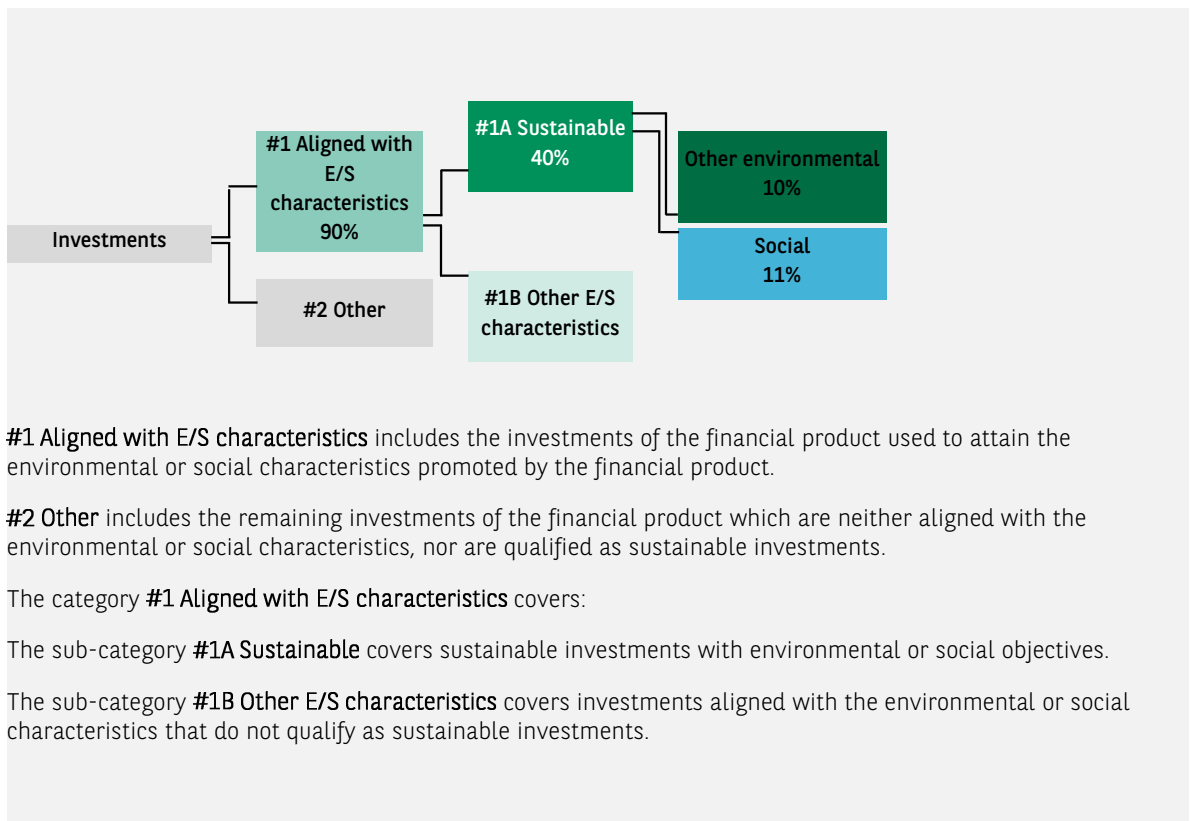 Investments
#1 Aligned with
E/S
characteristics
90%
#2 Other
#1A Sustainable
40%
#1B Other E/S
characteristics
Other environmental
10%
Social
11%
#1 Aligned with E/S characteristics includes the investments of the financial product used to attain the
environmental or social characteristics promoted by the financial product.
#2 Other includes the remaining investments of the financial product which are neither aligned with the
environmental or social characteristics, nor are qualified as sustainable investments.
The category #1 Aligned with E/S characteristics covers:
The sub-category #1A Sustainable covers sustainable investments with environmental or social objectives.
The sub-category #1B Other E/S characteristics covers investments aligned with the environmental or social
characteristics that do not qualify as sustainable investments.